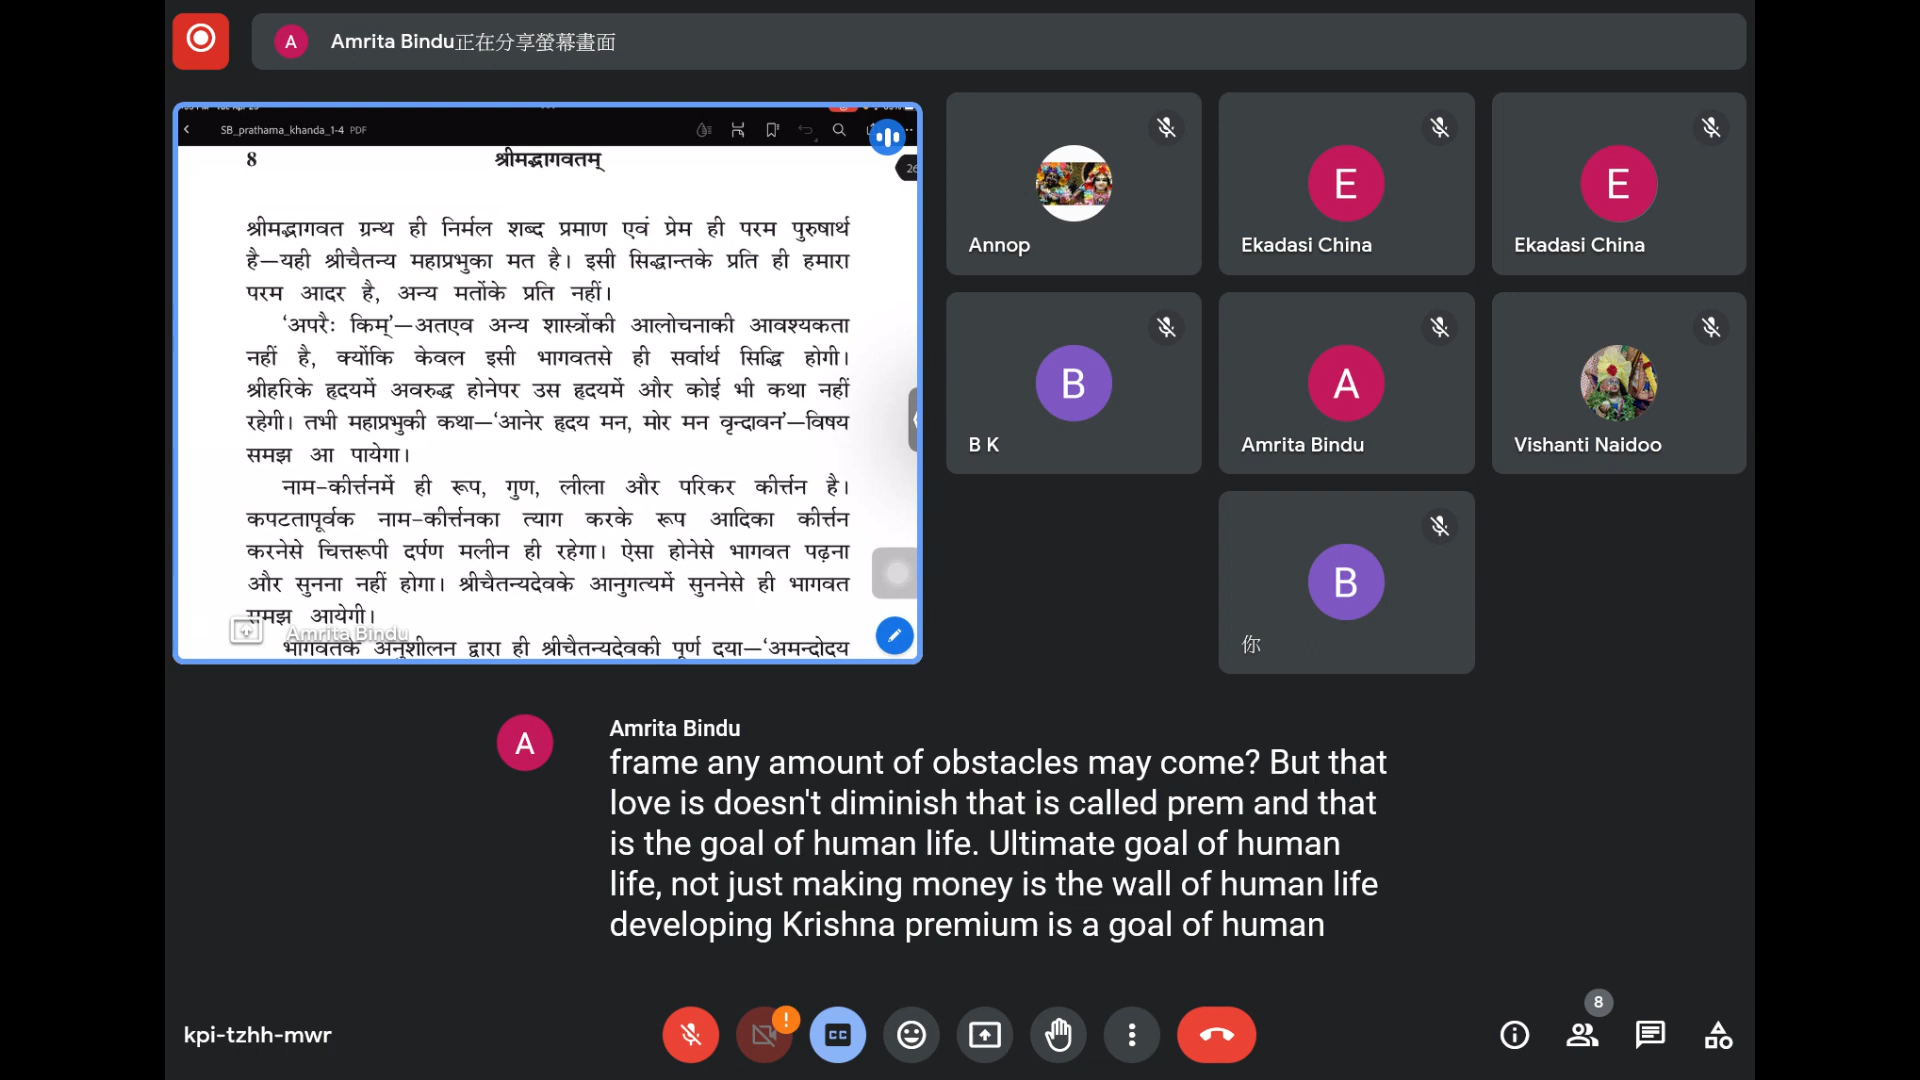 A Amrita Bindu正在分享螢幕畫面
SB_prathama_khanda_1-4 PDF
8 श्रीमद्भागवतम्
26
श्रीमद्भागवत ग्रन्थ ही निर्मल शब्द प्रमाण एवं प्रेम ही परम पुरुषार्थ
है—यही श्रीचैतन्य महाप्रभुका मत है। इसी सिद्धान्तके प्रति ही हमारा
परम आदर है, अन्य मतोंके प्रति नहीं।
‘अपरैः किम्’—अतएव अन्य शास्त्रोंकी आलोचनाकी आवश्यकता
नहीं है, क्योंकि केवल इसी भागवतसे ही सर्वार्थ सिद्धि होगी।
श्रीहरिके हृदयमें अवरुद्ध होनेपर उस हृदयमें और कोई भी कथा नहीं
रहेगी। तभी महाप्रभुकी कथा—‘आनेर हृदय मन, मोर मन वृन्दावन’—विषय
समझ आ पायेगा।
नाम-कीर्त्तनमें ही रूप, गुण, लीला और परिकर कीर्त्तन है।
कपटतापूर्वक नाम-कीर्त्तनका त्याग करके रूप आदिका कीर्त्तन
करनेसे चित्तरूपी दर्पण मलीन ही रहेगा। ऐसा होनेसे भागवत पढ़ना
और सुनना नहीं होगा। श्रीचैतन्यदेवके आनुगत्यमें सुननेसे ही भागवत
समझ आयेगी।
Amrita Bindu
भागवतके अनुशीलन द्वारा ही श्रीचैतन्यदेवकी पूर्ण दया—‘अमन्दोदय
Annop
E
Ekadasi China
E
Ekadasi China
B
B K
A
Amrita Bindu
Vishanti Naidoo
B
你
A
Amrita Bindu
frame any amount of obstacles may come? But that
love is doesn't diminish that is called prem and that
is the goal of human life. Ultimate goal of human
life, not just making money is the wall of human life
developing Krishna premium is a goal of human
kpi-tzhh-mwr
!
CC
8